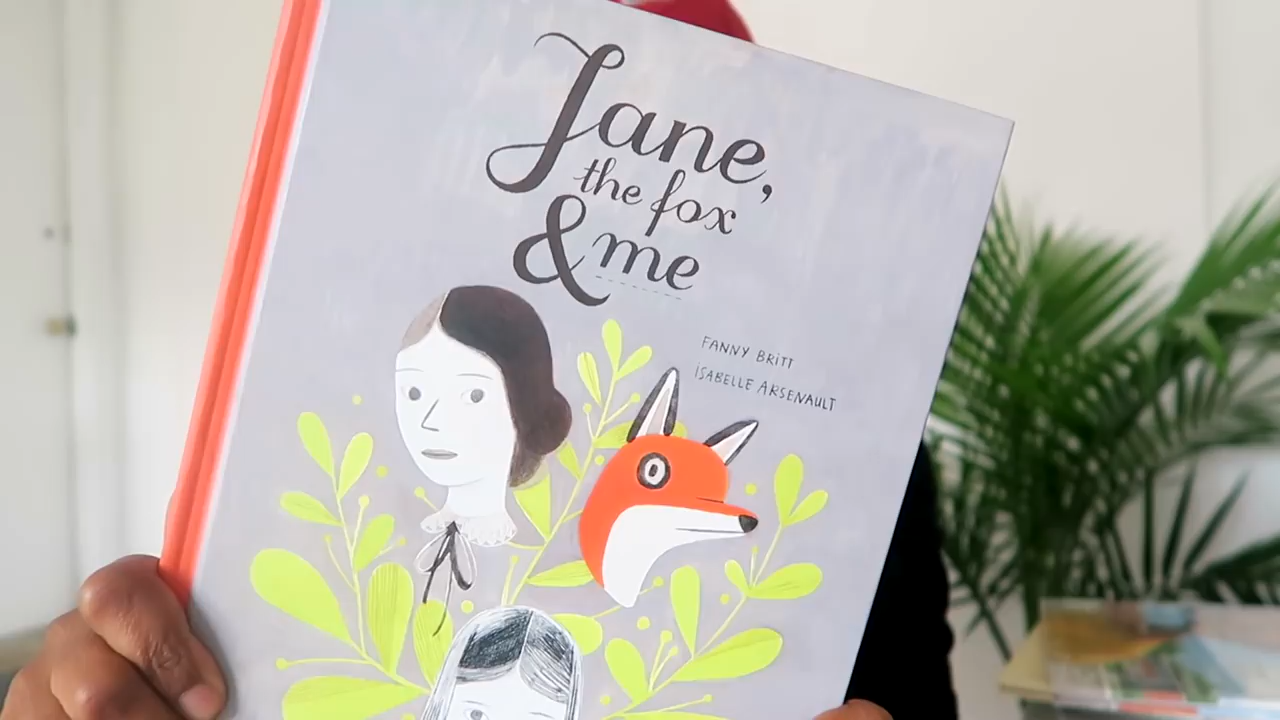 Jane,
the fox
& me
FANNY BRITT
ISABELLE ARSENAULT